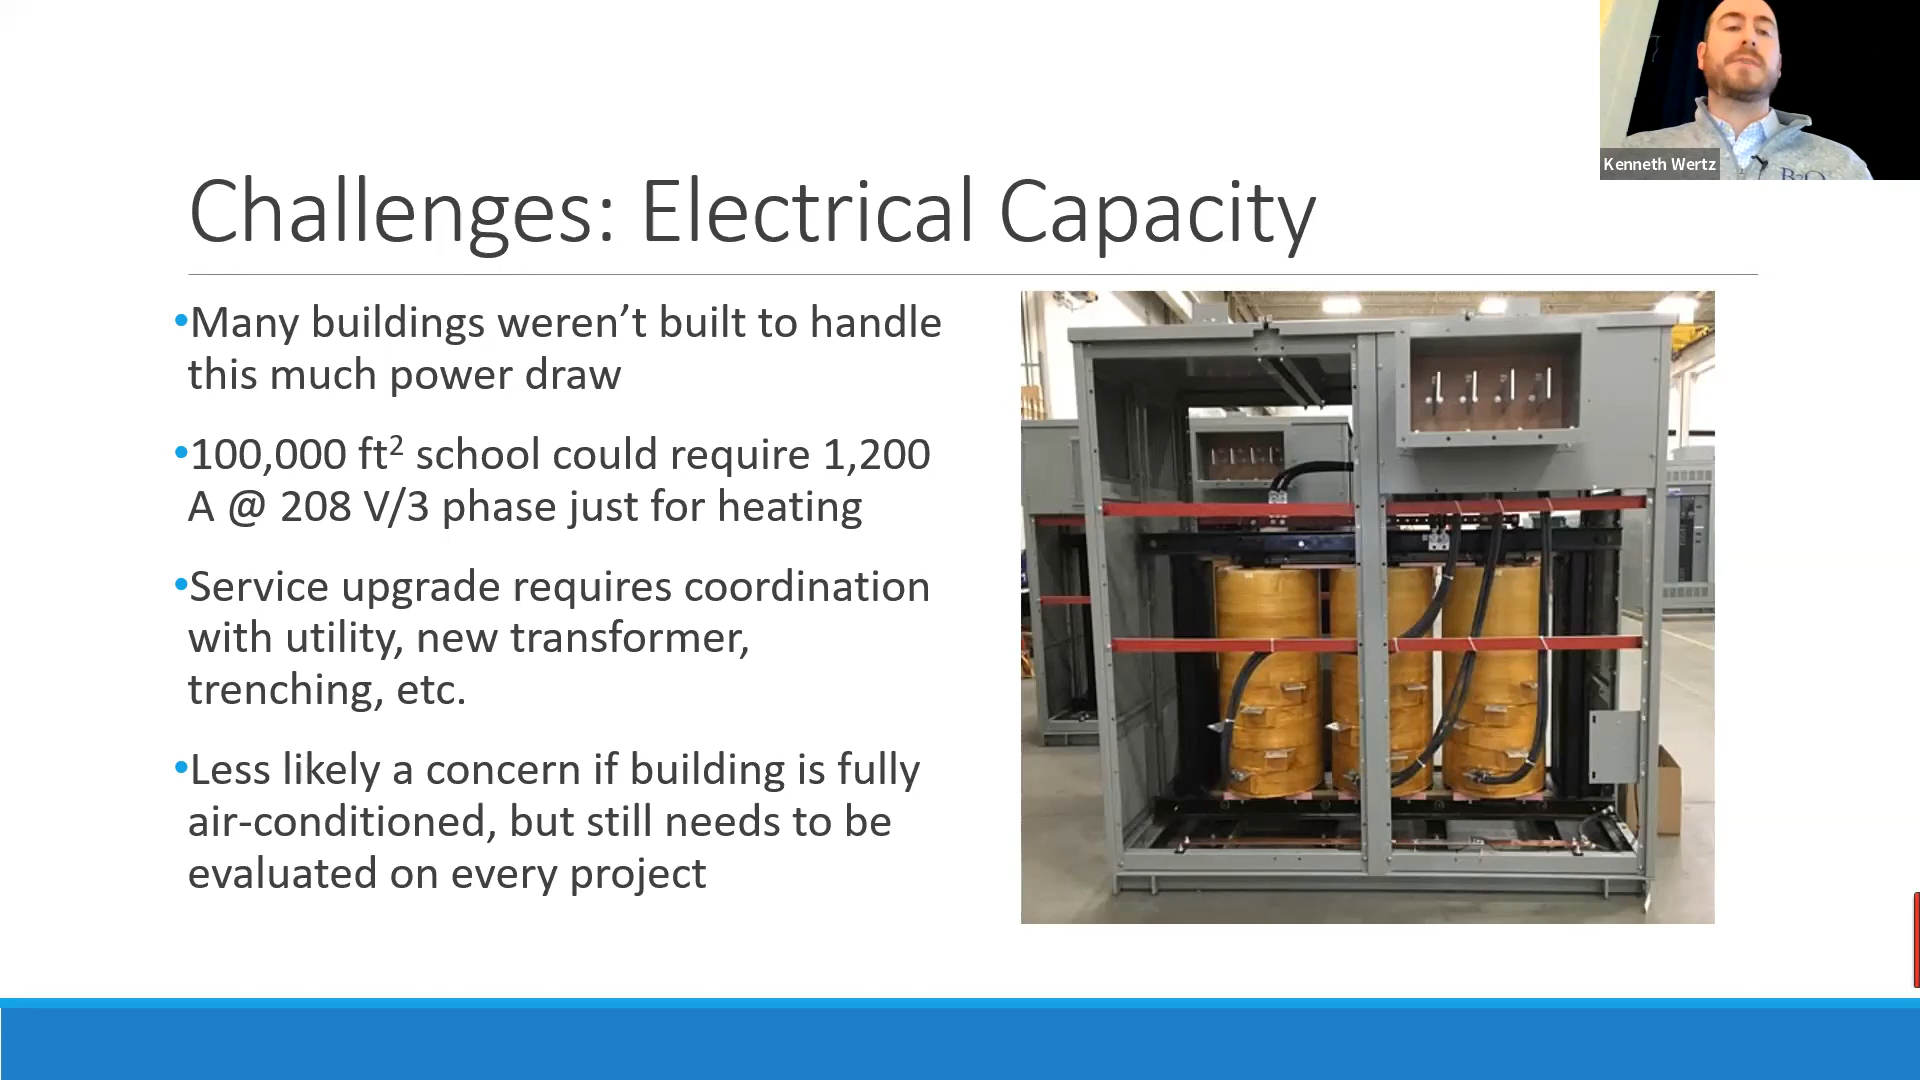 Kenneth Wertz
Challenges: Electrical Capacity
•Many buildings weren’t built to handle
this much power draw
•100,000 ft² school could require 1,200
A @ 208 V/3 phase just for heating
•Service upgrade requires coordination
with utility, new transformer,
trenching, etc.
•Less likely a concern if building is fully
air-conditioned, but still needs to be
evaluated on every project